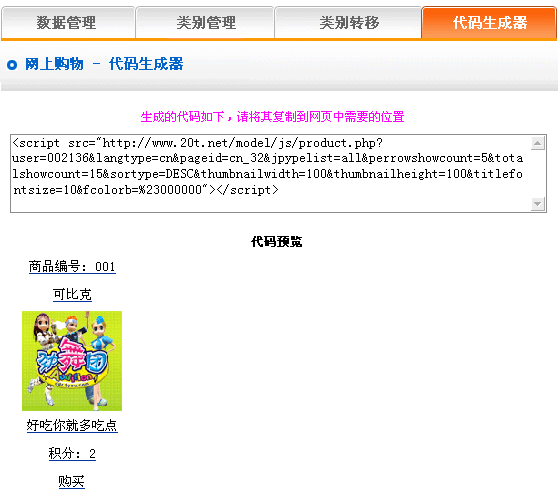 数据管理 类别管理 类别转移 代码生成器
网上购物 - 代码生成器
生成的代码如下，请将其复制到网页中需要的位置
<script src="http://www.20t.net/model/js/product.php?
user=002136&langtype=cn&pageid=cn_32&jpypelist=all&perrowshowcount=5&tota
lshowcount=15&sortype=DESC&thumbnailwidth=100&thumbnailheight=100&titlefo
ntsize=10&fcolorb=%23000000"></script>
代码预览
商品编号: 001
可比克
劲舞团
好吃你就多吃点
积分: 2
购买